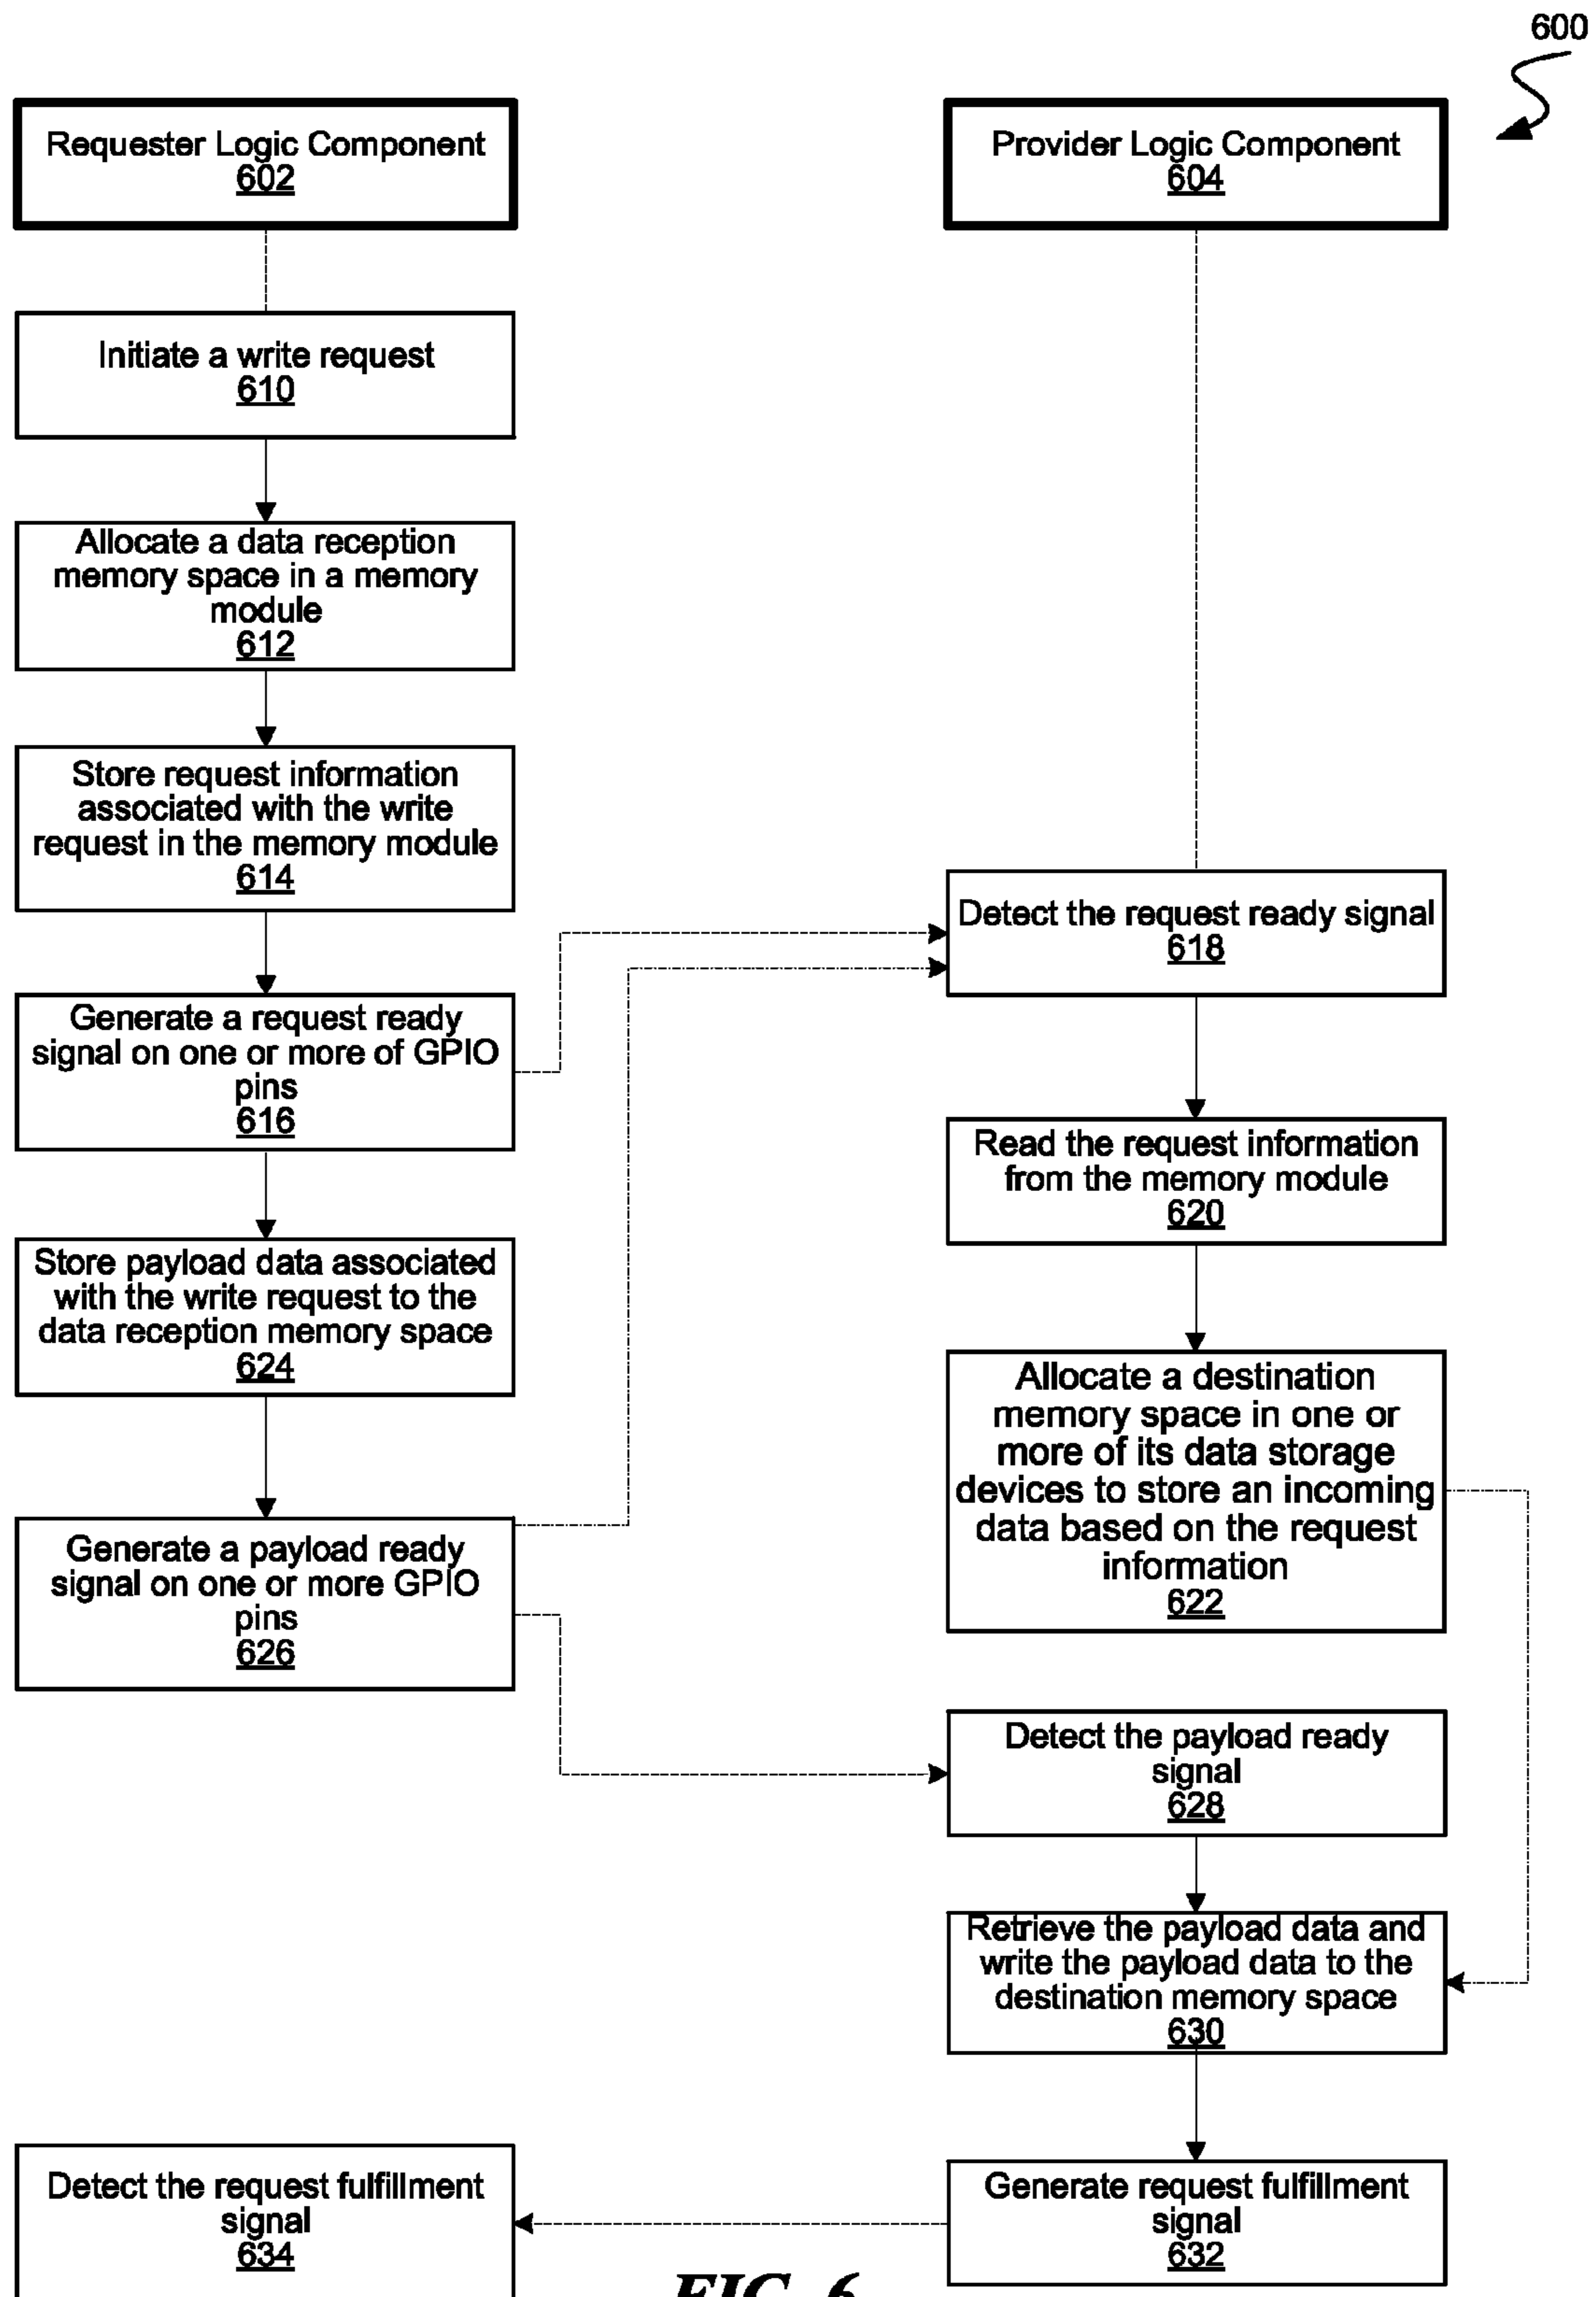 600
Requester Logic Component
602
Provider Logic Component
604
Initiate a write request
610
Allocate a data reception
memory space in a memory
module
612
Store request information
associated with the write
request in the memory module
614
Generate a request ready
signal on one or more of GPIO
pins
616
Store payload data associated
with the write request to the
data reception memory space
624
Generate a payload ready
signal on one or more GPIO
pins
626
Detect the request ready signal
618
Read the request information
from the memory module
620
Allocate a destination
memory space in one or
more of its data storage
devices to store an incoming
data based on the request
information
622
Detect the payload ready
signal
628
Retrieve the payload data and
write the payload data to the
destination memory space
630
Generate request fulfillment
signal
632
Detect the request fulfillment
signal
634
FIG. 6